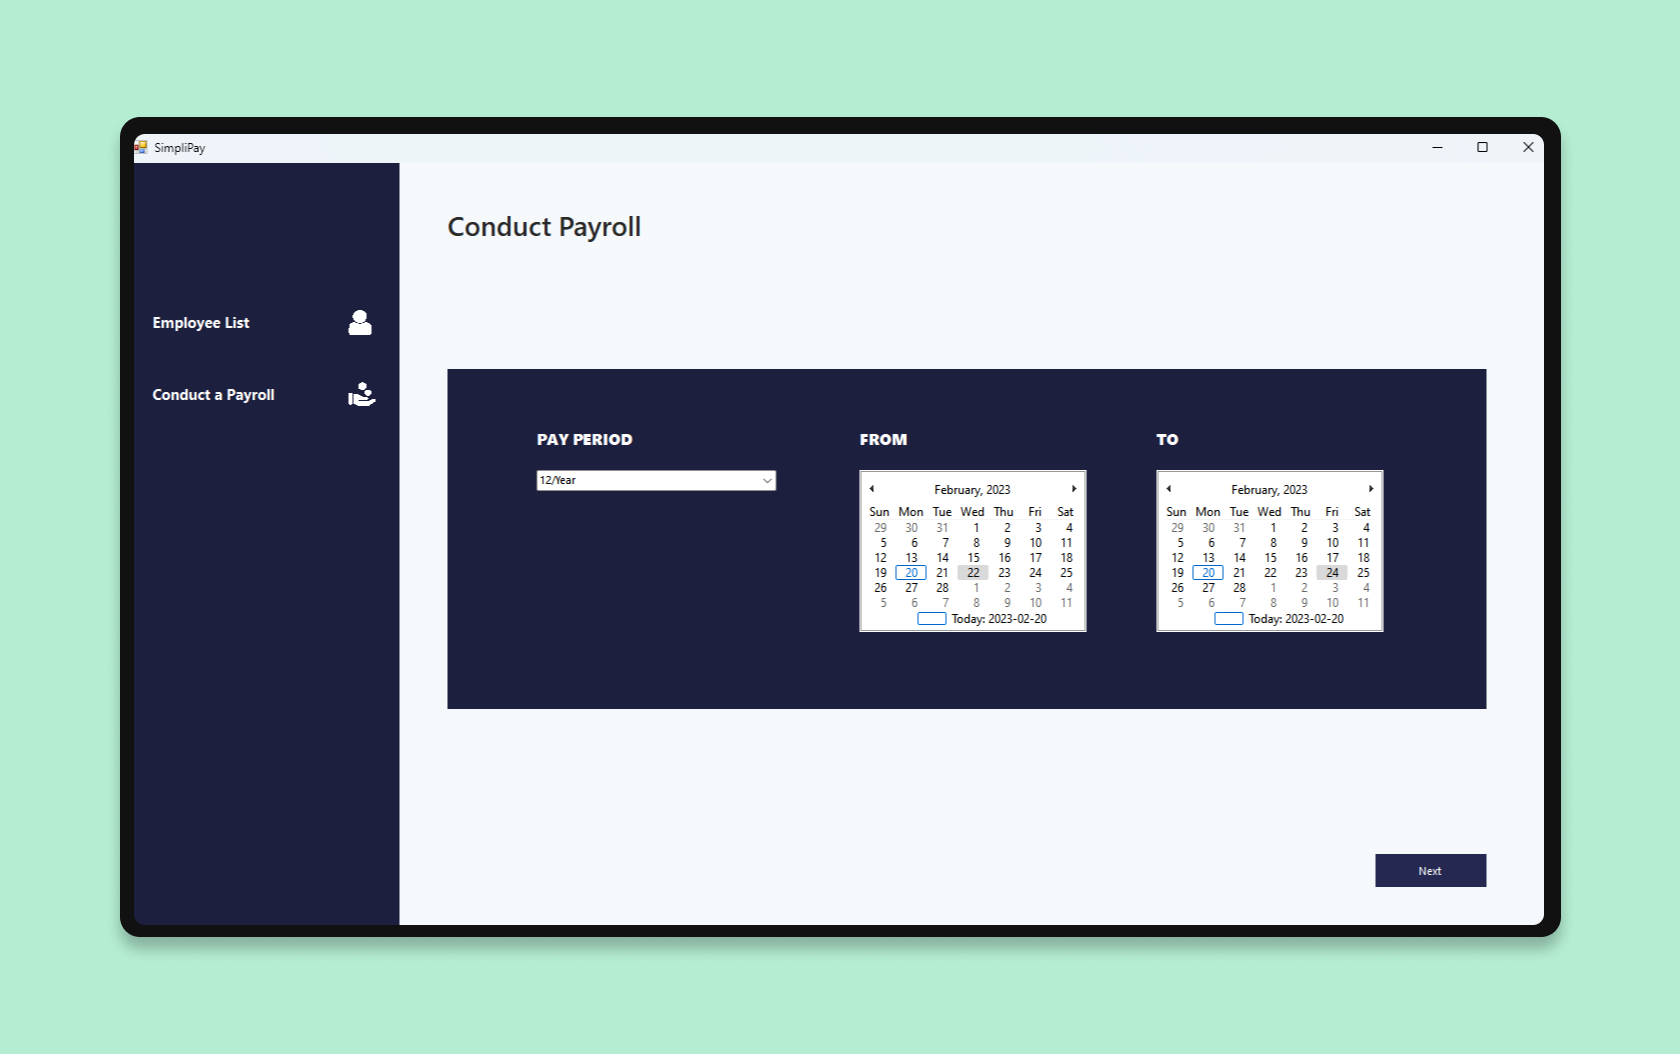 SimpliPay
Conduct Payroll
Employee List
Conduct a Payroll
PAY PERIOD
12/Year
FROM
February, 2023
Sun Mon Tue Wed Thu Fri Sat
29 30 31 1 2 3 4
5 6 7 8 9 10 11
12 13 14 15 16 17 18
19 20 21 22 23 24 25
26 27 28 1 2 3 4
5 6 7 8 9 10 11
Today: 2023-02-20
TO
February, 2023
Sun Mon Tue Wed Thu Fri Sat
29 30 31 1 2 3 4
5 6 7 8 9 10 11
12 13 14 15 16 17 18
19 20 21 22 23 24 25
26 27 28 1 2 3 4
5 6 7 8 9 10 11
Today: 2023-02-20
Next